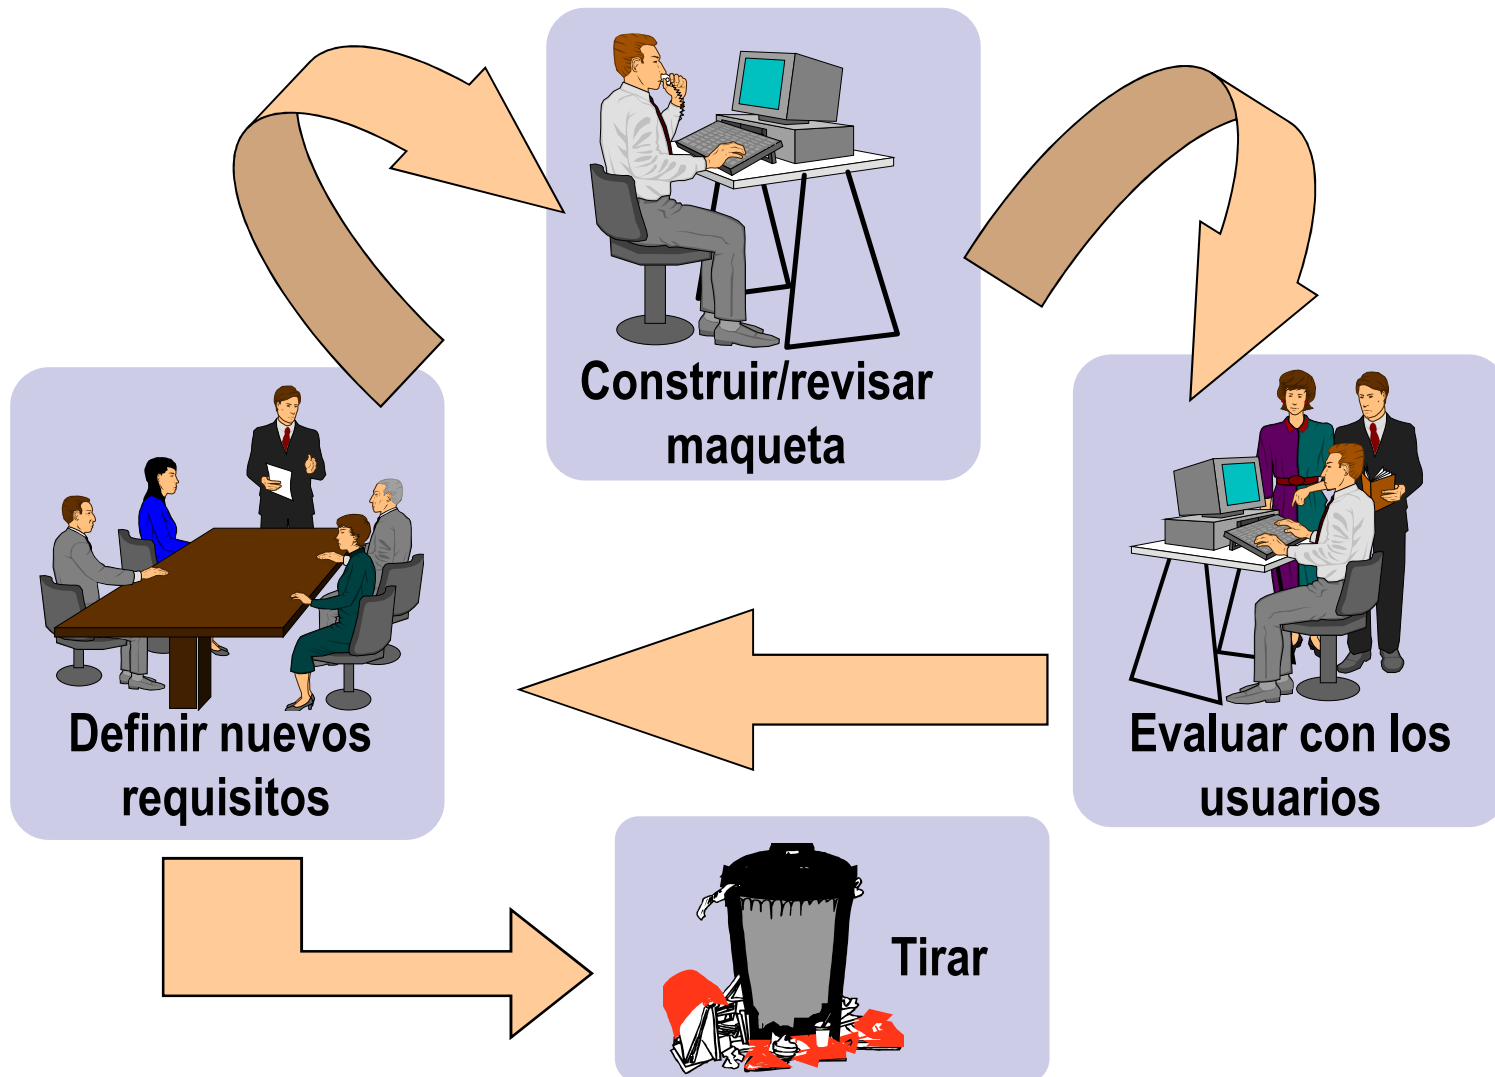 Construir/revisar
maqueta
Definir nuevos
requisitos
Evaluar con los
usuarios
Tirar